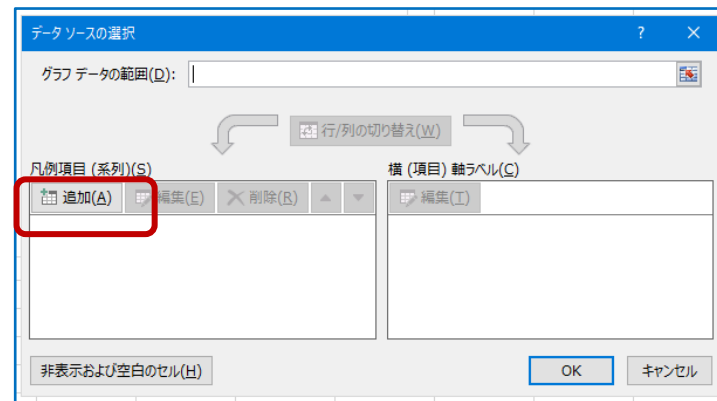 データ ソースの選択 ? ×
グラフ データの範囲(D):
行/列の切り替え(W)
凡例項目 (系列)(S) 横 (項目) 軸ラベル(C)
追加(A) 編集(E) 削除(R) 編集(T)
非表示および空白のセル(H) OK キャンセル